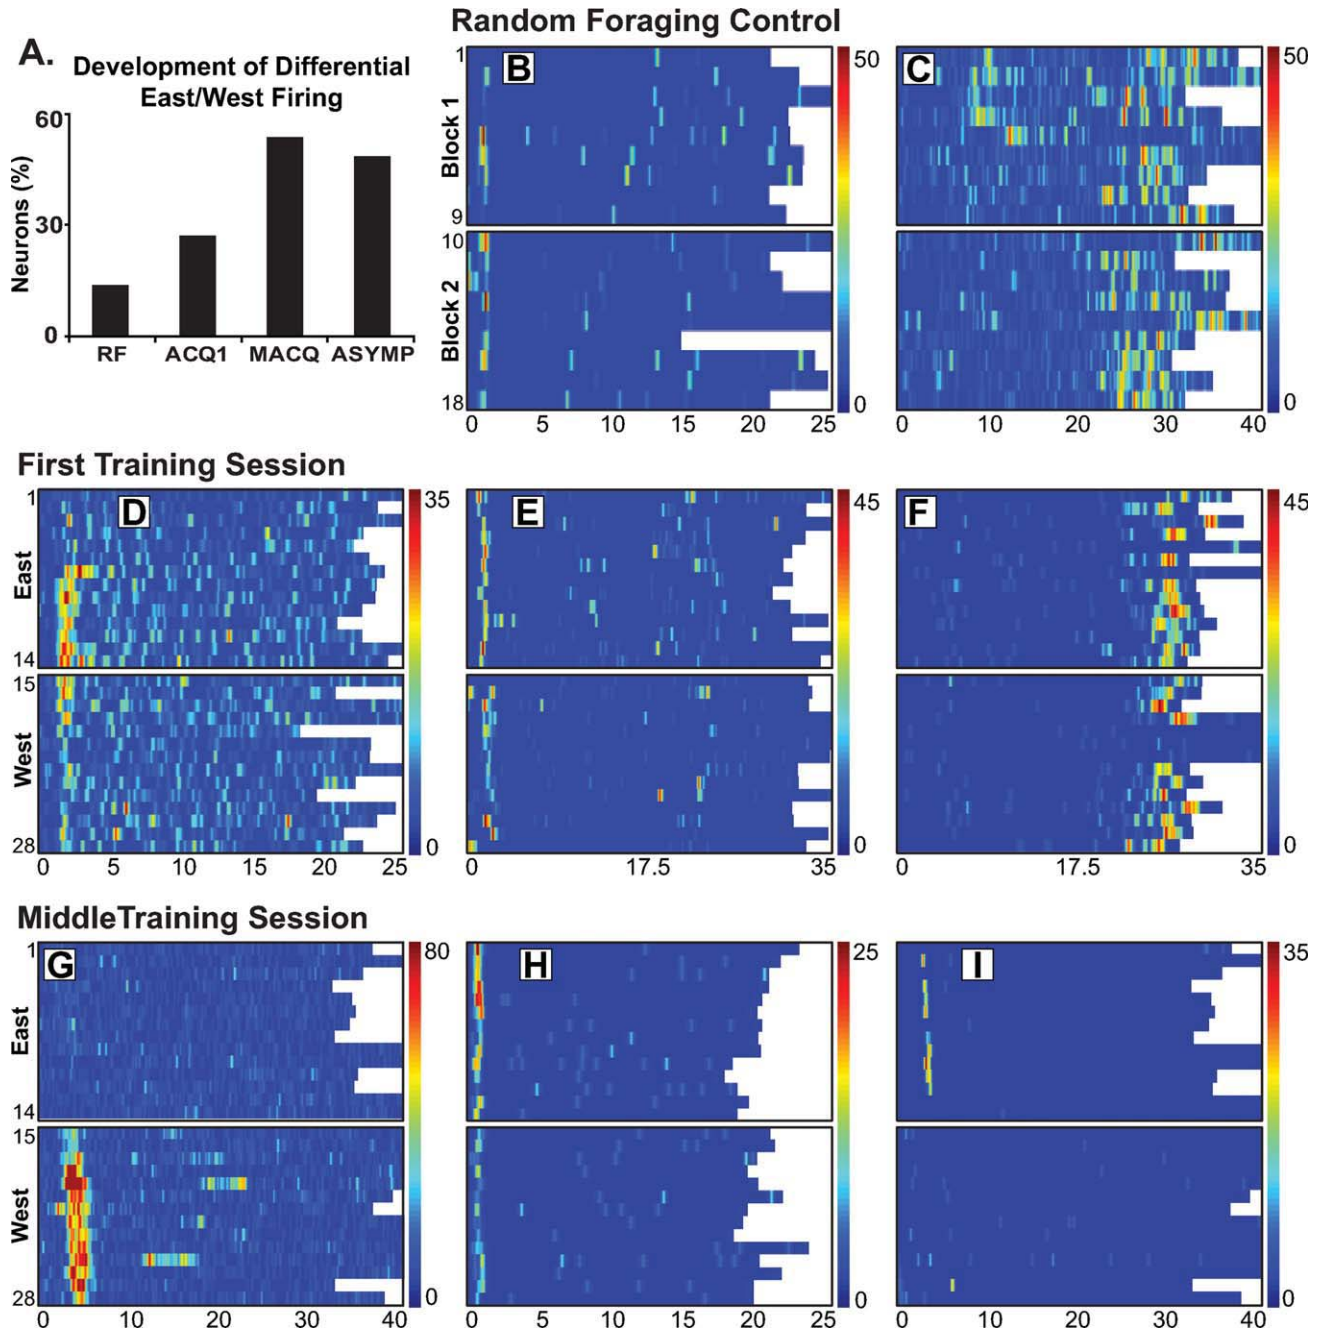 Random Foraging Control
A.
Development of Differential
East/West Firing
Neurons (%)
60
30
0
RF ACQ1 MACQ ASYMP
B
Block 1
Block 2
1
9
10
18
0 5 10 15 20 25
50
0
C
0 10 20 30 40
50
0
First Training Session
D
East
West
1
14
15
28
0 5 10 15 20 25
35
0
E
0 17.5 35
45
0
F
0 17.5 35
45
0
MiddleTraining Session
G
East
West
1
14
15
28
0 10 20 30 40
80
0
H
0 5 10 15 20 25
25
0
I
0 10 20 30 40
35
0